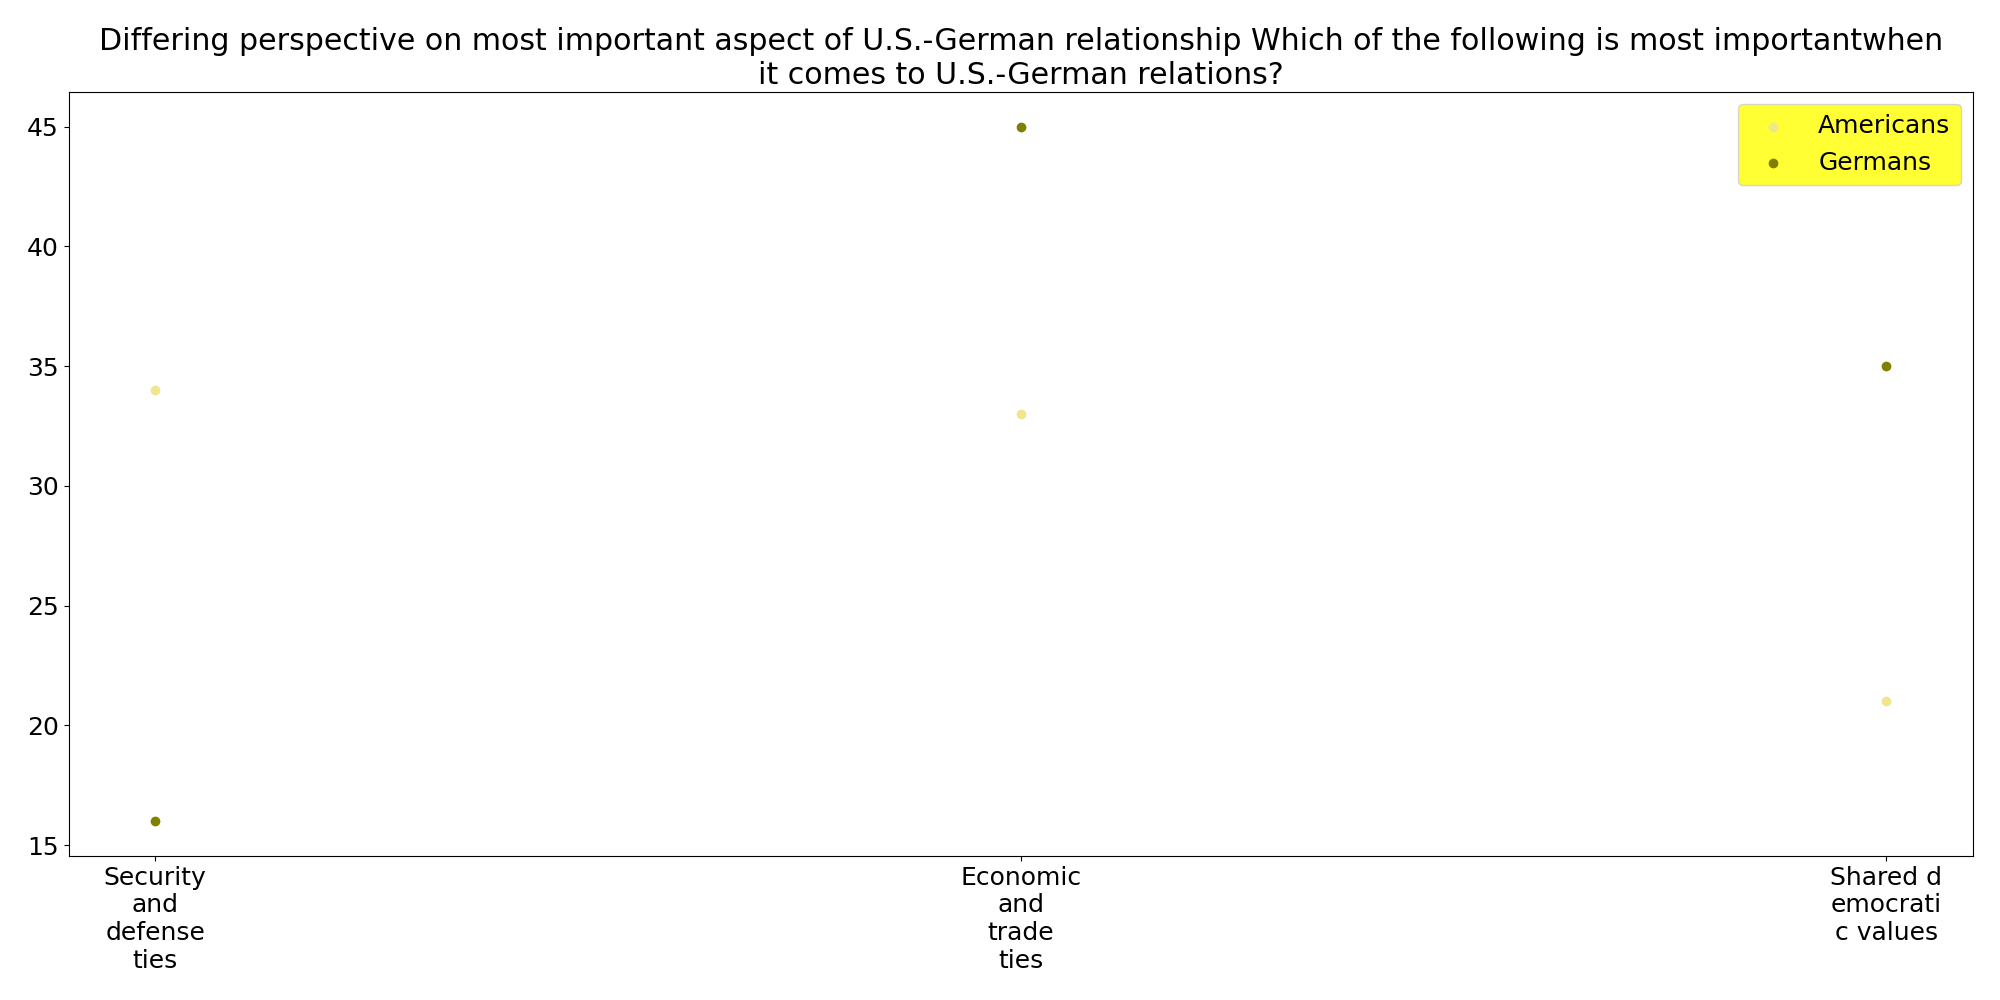 Differing perspective on most important aspect of U.S.-German relationship Which of the following is most importantwhen
it comes to U.S.-German relations?
Americans
Germans
45
40
35
30
25
20
15
Security
and
defense
ties
Economic
and
trade
ties
Shared d
emocrati
c values